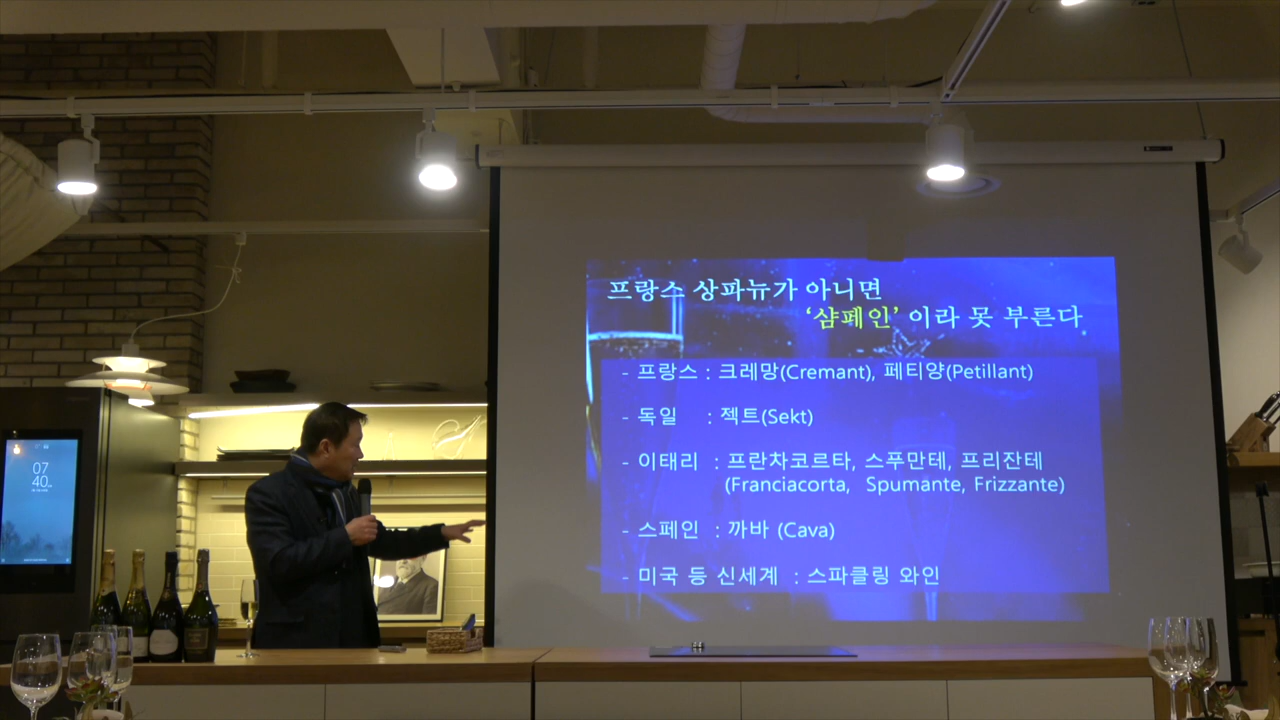 프랑스 상파뉴가 아니면
‘샴페인’ 이라 못 부른다
- 프랑스 : 크레망(Cremant), 페티양(Petillant)
- 독일 : 젝트(Sekt)
- 이태리 : 프란차코르타, 스푸만테, 프리잔테
(Franciacorta, Spumante, Frizzante)
- 스페인 : 까바 (Cava)
- 미국 등 신세계 : 스파클링 와인
07
40